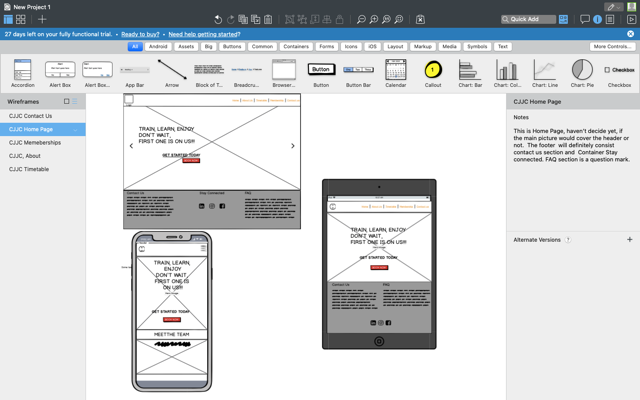 New Project 1
Quick Add
27 days left on your fully functional trial. • Ready to buy? • Need help getting started?
All Android Assets Big Buttons Common Containers Forms Icons iOS Layout Markup Media Symbols Text More Controls...
Accordion Alert Box Alert Box App Bar Arrow Block of T... Breadcru... Browser... Button Button Bar Calendar Callout Chart: Bar Chart: Col... Chart: Line Chart: Pie Checkbox
Button
1
Checkbox
Wireframes
CJJC Contact Us
CJJC Home Page
CJJC Memeberships
CJJC, About
CJJC Timetable
TRAIN, LEARN, ENJOY
DON'T WAIT,
FIRST ONE IS ON US!!!
GET STARTED TODAY
Contact Us Stay Connected FAQ
TRAIN, LEARN,
ENJOY
DON'T WAIT,
FIRST ONE IS
ON US!!!
GET STARTED TODAY
MEET THE TEAM
TRAIN, LEARN, ENJOY
DON'T WAIT,
FIRST ONE IS ON US!!!
GET STARTED TODAY
Contact Us FAQ
CJJC Home Page
Notes
This is Home Page, haven't decide yet, if
the main picture would cover the header or
not. The footer will definitely consist
contact us section and Container Stay
connected. FAQ section is a question mark.
Alternate Versions ?